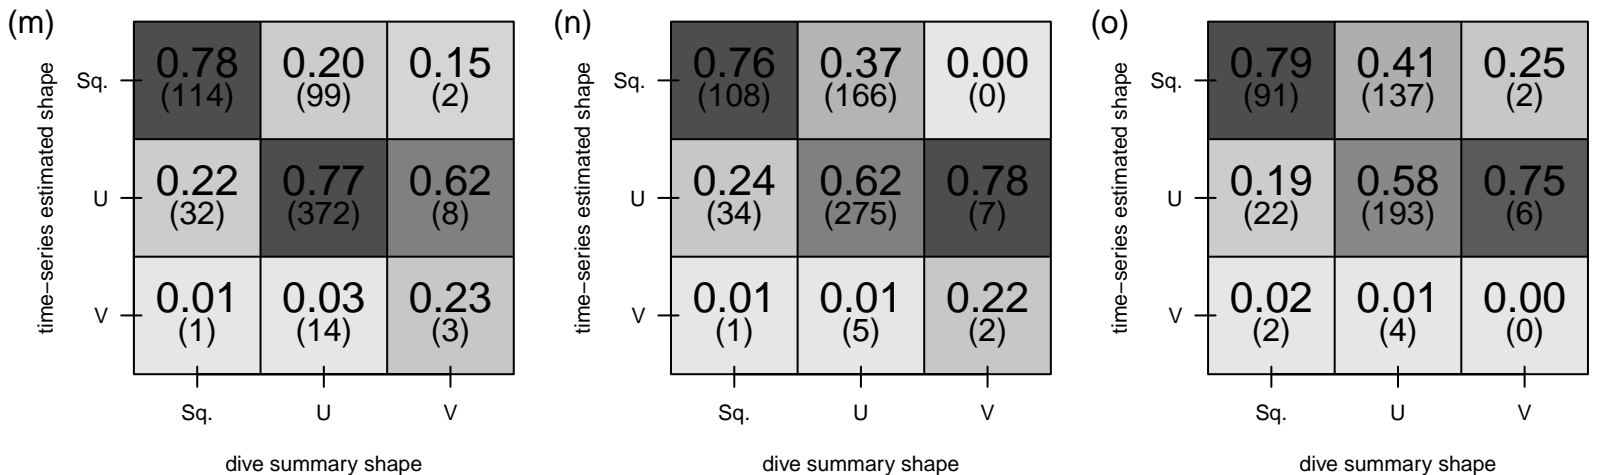 (m)
time−series estimated shape
Sq.
0.78
(114)
0.20
(99)
0.15
(2)
U
0.22
(32)
0.77
(372)
0.62
(8)
V
0.01
(1)
0.03
(14)
0.23
(3)
Sq. U V
dive summary shape
(n)
time−series estimated shape
Sq.
0.76
(108)
0.37
(166)
0.00
(0)
U
0.24
(34)
0.62
(275)
0.78
(7)
V
0.01
(1)
0.01
(5)
0.22
(2)
Sq. U V
dive summary shape
(o)
time−series estimated shape
Sq.
0.79
(91)
0.41
(137)
0.25
(2)
U
0.19
(22)
0.58
(193)
0.75
(6)
V
0.02
(2)
0.01
(4)
0.00
(0)
Sq. U V
dive summary shape